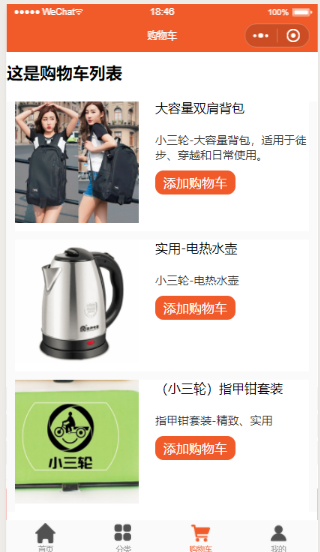 WeChat
18:46
100%
购物车
这是购物车列表
大容量双肩背包
小三轮-大容量背包，适用于徒
步、穿越和日常使用。
添加购物车
实用-电热水壶
小三轮-电热水壶
添加购物车
（小三轮）指甲钳套装
小三轮
指甲钳套装-精致、实用
添加购物车
首页
分类
购物车
我的